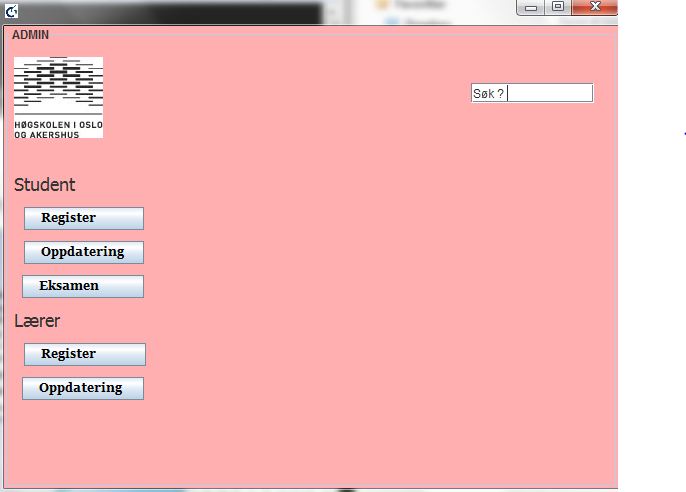 ADMIN
HØGSKOLEN I OSLO
OG AKERSHUS
Søk ?
Student
Register
Oppdatering
Eksamen
Lærer
Register
Oppdatering